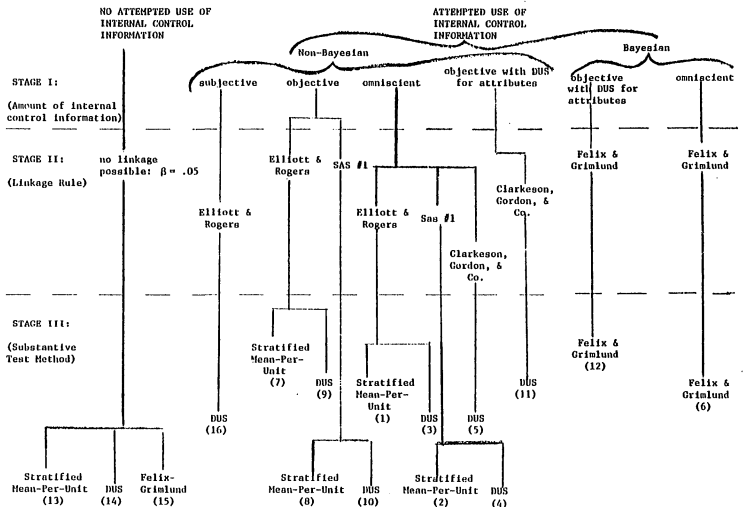 NO ATTEMPTED USE OF
INTERNAL CONTROL
INFORMATION
ATTEMPTED USE OF
INTERNAL CONTROL
INFORMATION
Non-Bayesian
Bayesian
STAGE I:
(Amount of internal
control information)
subjective
objective
omniscient
objective with DUS
for attributes
objective
with DUS for
attributes
omniscient
STAGE II:
(Linkage Rule)
no linkage
possible: β = .05
Elliott &
Rogers
Elliott &
Rogers
SAS #1
Elliott &
Rogers
Sas #1
Clarkeson,
Gordon, &
Co.
Clarkeson,
Gordon, &
Co.
Felix &
Grimlund
Felix &
Grimlund
STAGE III:
(Substantive
Test Method)
Stratified
Mean-Per-
Unit
(7)
DUS
(9)
Stratified
Mean-Per-
Unit
(1)
DUS
(3)
DUS
(5)
DUS
(11)
Felix &
Grimlund
(12)
Felix &
Grimlund
(6)
DUS
(16)
Stratified
Mean-Per-Unit
(13)
DUS
(14)
Felix-
Grimlund
(15)
Stratified
Mean-Per-Unit
(8)
DUS
(10)
Stratified
Mean-Per-Unit
(2)
DUS
(4)